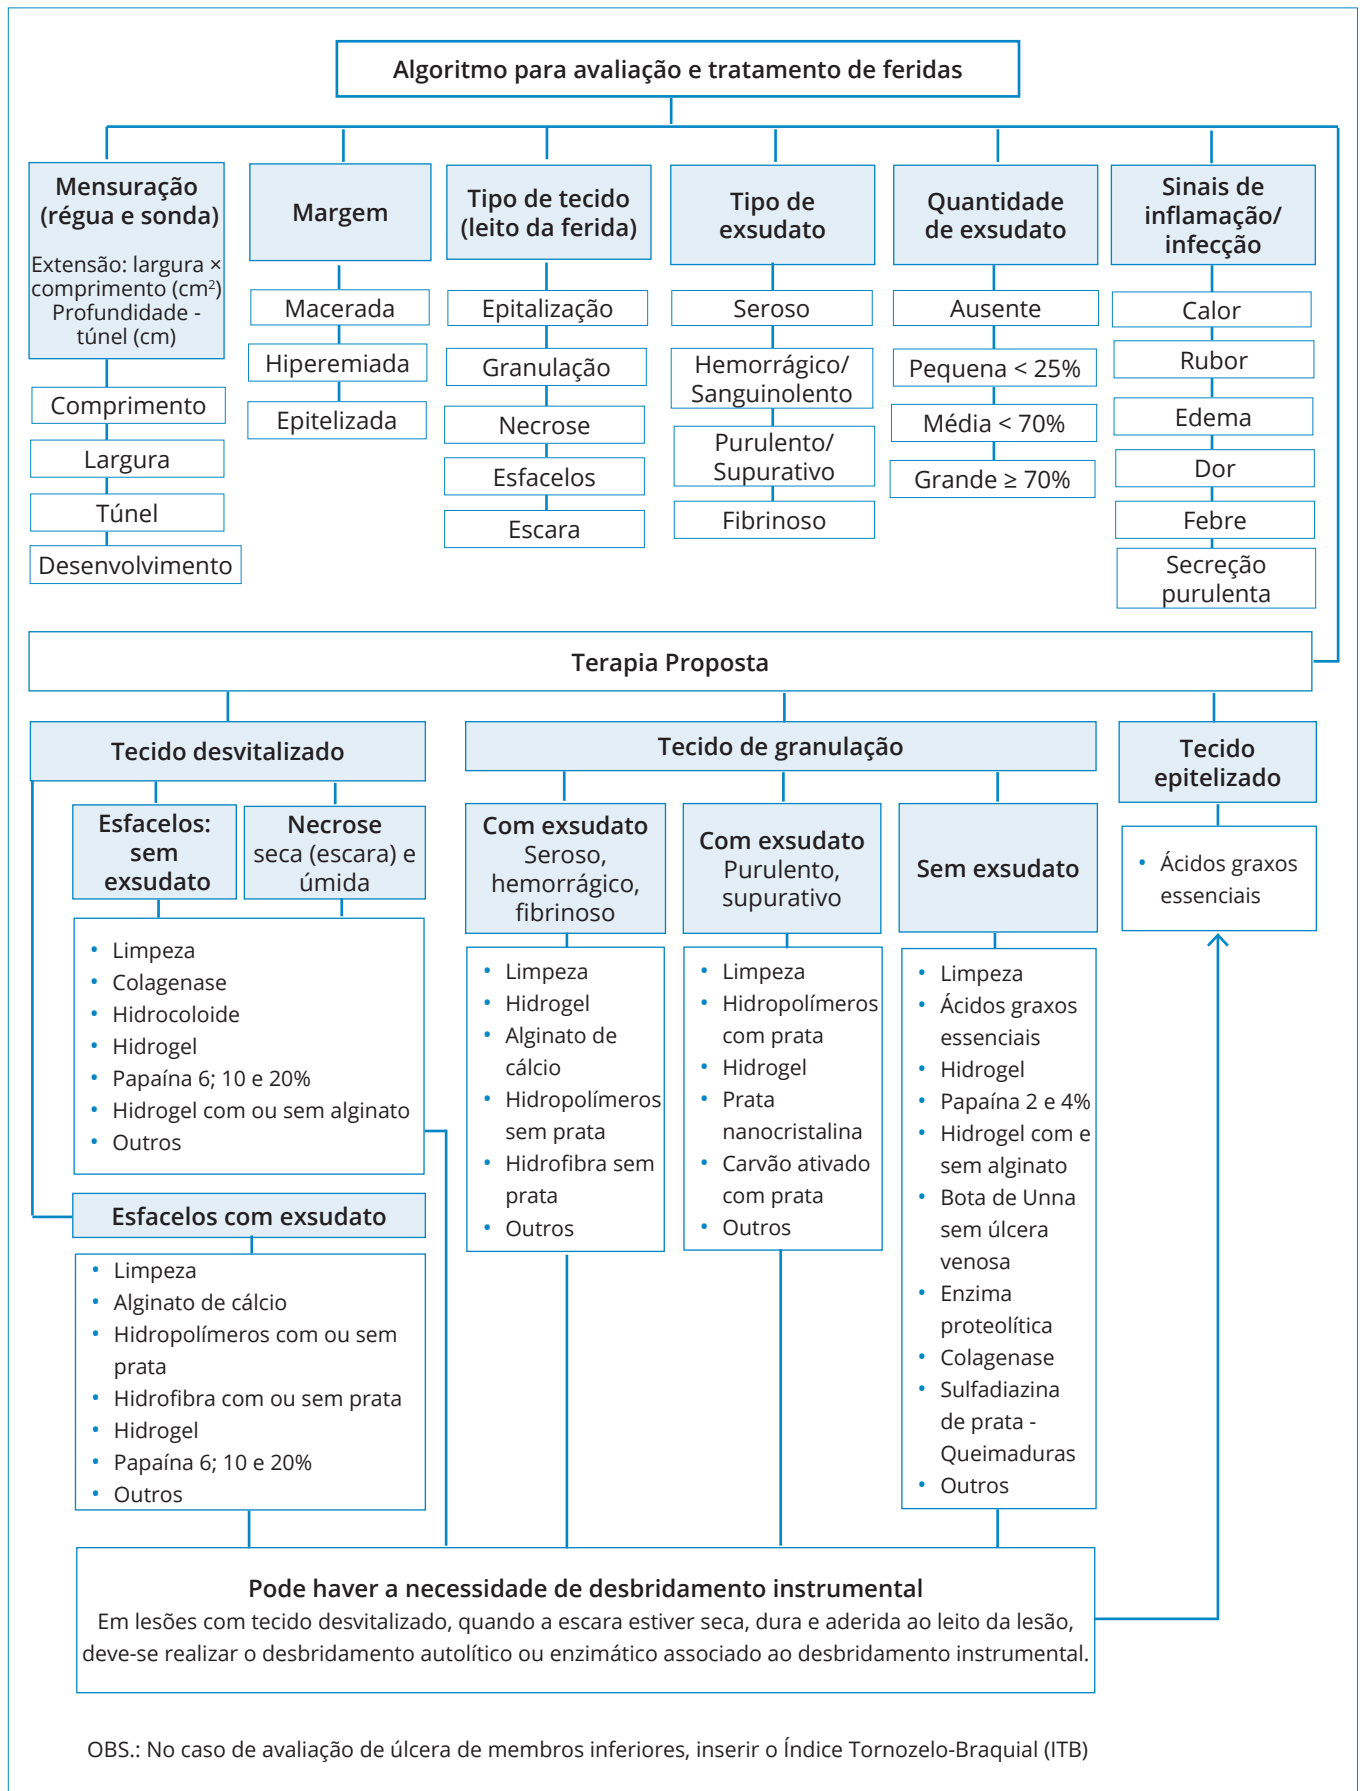 Algoritmo para avaliação e tratamento de feridas
Mensuração
(régua e sonda)
Extensão: largura ×
comprimento (cm²)
Profundidade -
túnel (cm)
Comprimento
Largura
Túnel
Desenvolvimento
Margem
Macerada
Hiperemiada
Epitelizada
Tipo de tecido
(leito da ferida)
Epitalização
Granulação
Necrose
Esfacelos
Escara
Tipo de
exsudato
Seroso
Hemorrágico/
Sanguinolento
Purulento/
Supurativo
Fibrinoso
Quantidade
de exsudato
Ausente
Pequena < 25%
Média < 70%
Grande ≥ 70%
Sinais de
inflamação/
infecção
Calor
Rubor
Edema
Dor
Febre
Secreção
purulenta
Terapia Proposta
Tecido desvitalizado
Esfacelos:
sem
exsudato
Necrose
seca (escara) e
úmida
• Limpeza
• Colagenase
• Hidrocoloide
• Hidrogel
• Papaína 6; 10 e 20%
• Hidrogel com ou sem alginato
• Outros
Esfacelos com exsudato
• Limpeza
• Alginato de cálcio
• Hidropolímeros com ou sem
prata
• Hidrofibra com ou sem prata
• Hidrogel
• Papaína 6; 10 e 20%
• Outros
Tecido de granulação
Com exsudato
Seroso,
hemorrágico,
fibrinoso
• Limpeza
• Hidrogel
• Alginato de
cálcio
• Hidropolímeros
sem prata
• Hidrofibra sem
prata
• Outros
Com exsudato
Purulento,
supurativo
• Limpeza
• Hidropolímeros
com prata
• Hidrogel
• Prata
nanocristalina
• Carvão ativado
com prata
• Outros
Sem exsudato
• Limpeza
• Ácidos graxos
essenciais
• Hidrogel
• Papaína 2 e 4%
• Hidrogel com e
sem alginato
• Bota de Unna
sem úlcera
venosa
• Enzima
proteolítica
• Colagenase
• Sulfadiazina
de prata -
Queimaduras
• Outros
Tecido
epitelizado
• Ácidos graxos
essenciais
Pode haver a necessidade de desbridamento instrumental
Em lesões com tecido desvitalizado, quando a escara estiver seca, dura e aderida ao leito da lesão,
deve-se realizar o desbridamento autolítico ou enzimático associado ao desbridamento instrumental.
OBS.: No caso de avaliação de úlcera de membros inferiores, inserir o Índice Tornozelo-Braquial (ITB)